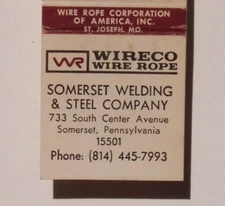 WIRE ROPE CORPORATION
OF AMERICA, INC.
ST. JOSEPH, MO.
WR WIRECO
WIRE ROPE
SOMERSET WELDING
& STEEL COMPANY
733 South Center Avenue
Somerset, Pennsylvania
15501
Phone: (814) 445-7993